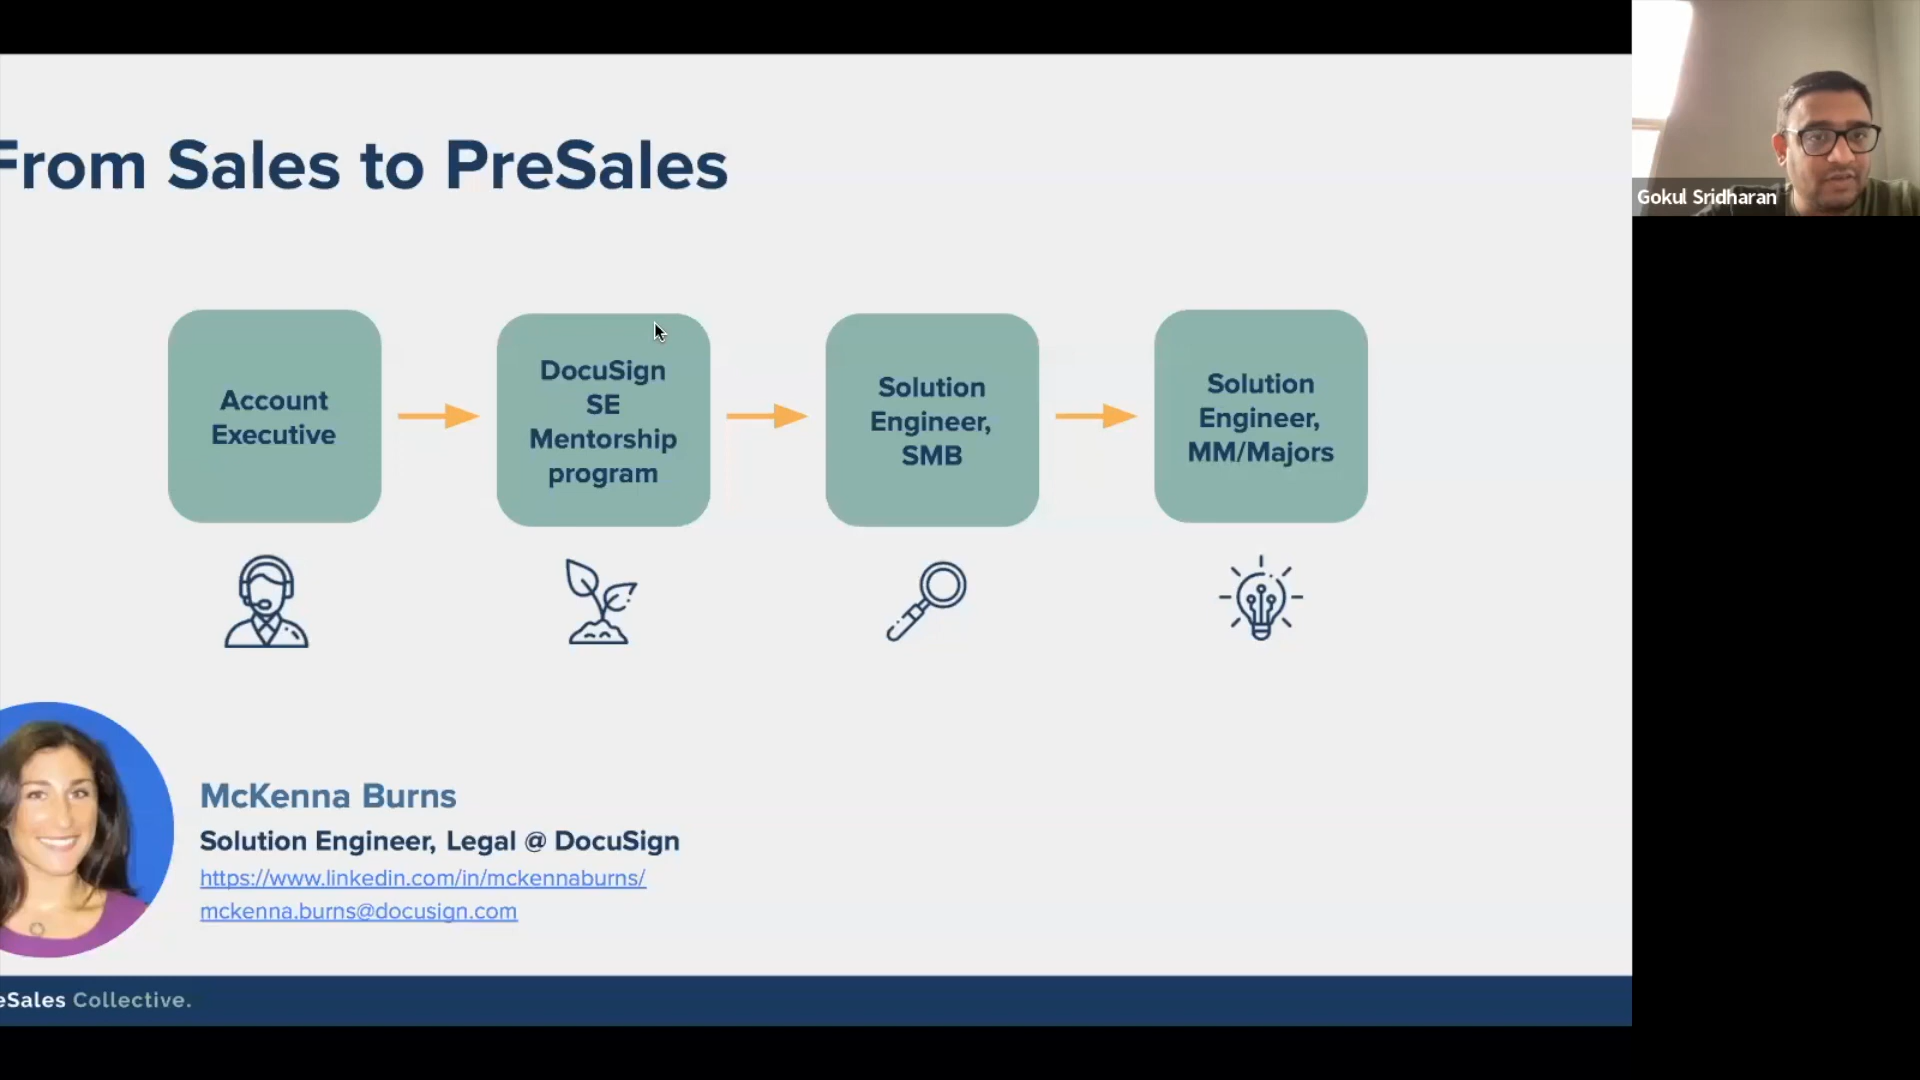 From Sales to PreSales
Gokul Sridharan
Account
Executive
DocuSign
SE
Mentorship
program
Solution
Engineer,
SMB
Solution
Engineer,
MM/Majors
McKenna Burns
Solution Engineer, Legal @ DocuSign
https://www.linkedin.com/in/mckennaburns/
mckenna.burns@docusign.com
eSales Collective.